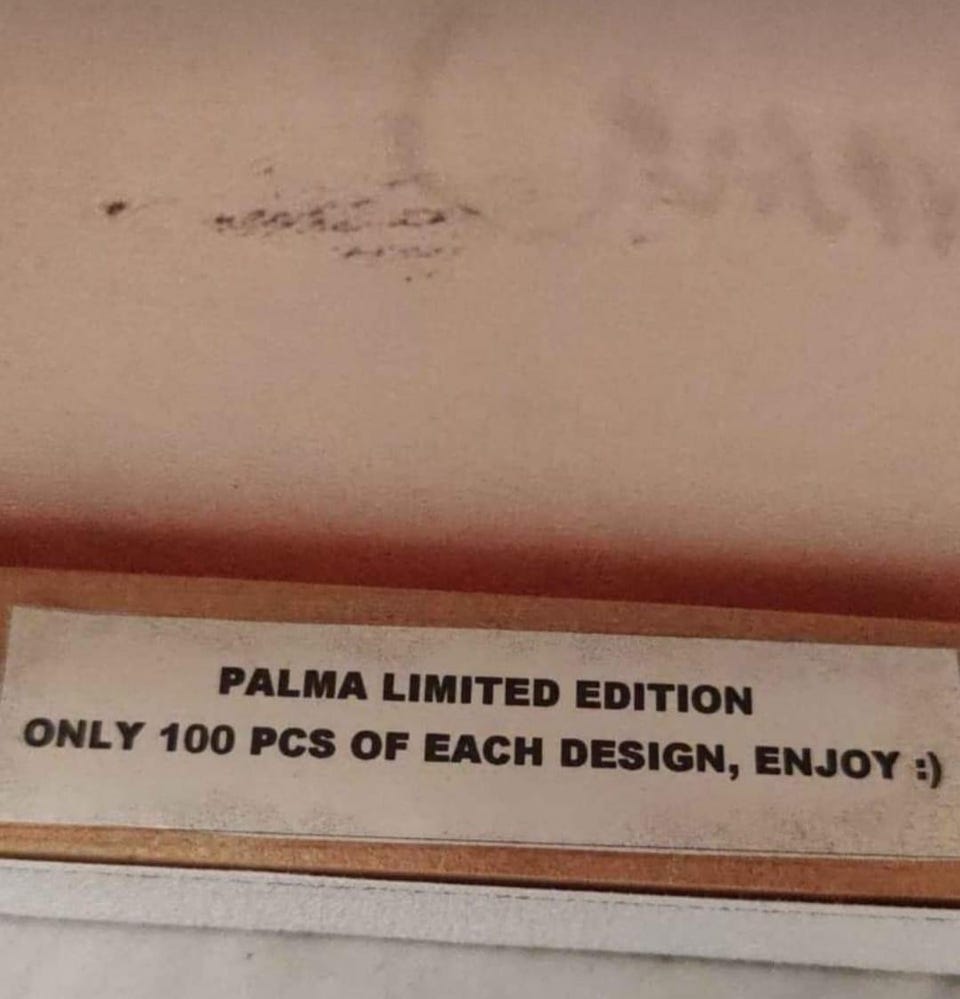 PALMA LIMITED EDITION
ONLY 100 PCS OF EACH DESIGN, ENJOY :)